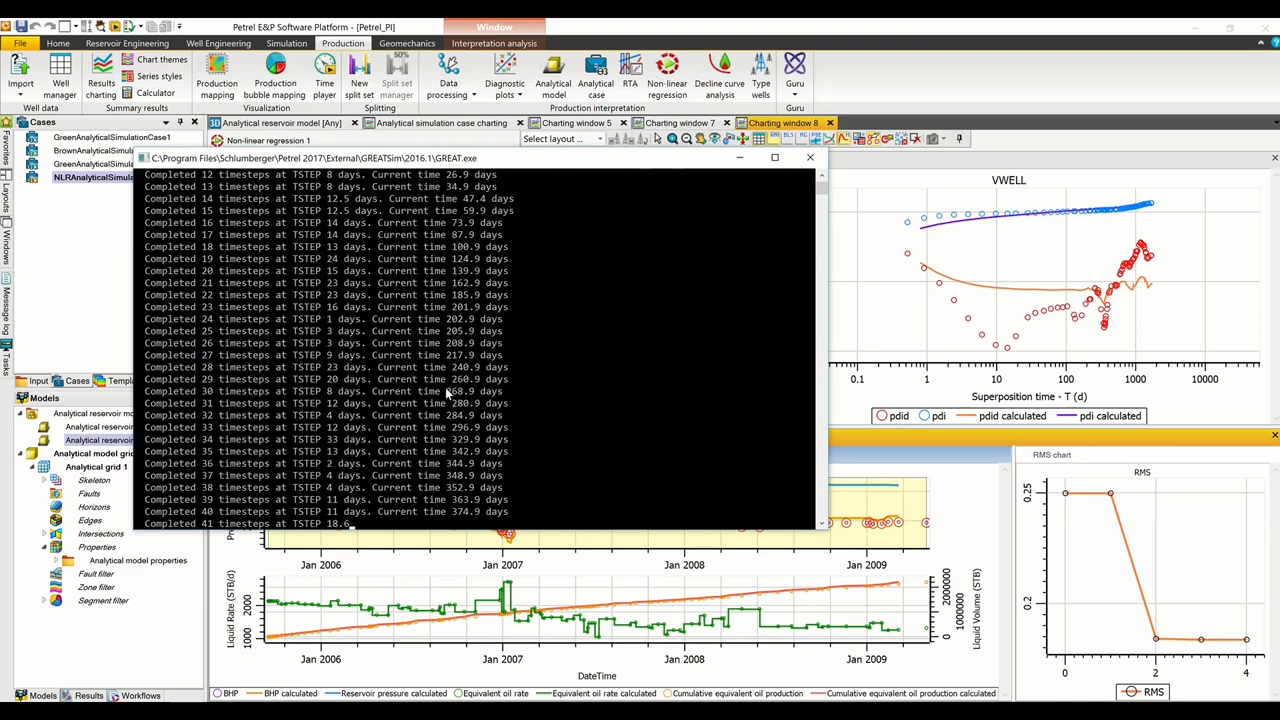 Petrel E&P Software Platform - [Petrel_PI]
Window
File
Home
Reservoir Engineering
Well Engineering
Simulation
Production
Geomechanics
Interpretation analysis
Import
Well manager
Results charting
Chart themes
Series styles
Calculator
Production mapping
Production bubble mapping
Time player
New split set
Split set manager
Data processing
Diagnostic plots
Analytical model
Analytical case
RTA
Non-linear regression
Decline curve analysis
Type wells
Guru
Well data
Summary results
Visualization
Splitting
Production interpretation
Guru
Cases
Analytical reservoir model [Any]
Analytical simulation case charting
Charting window 5
Charting window 7
Charting window 8
Non-linear regression 1
Select layout ...
GreenAnalyticalSimulationCase1
BrownAnalyticalSimula
GreenAnalyticalSimula
NLRAnalyticalSimula
Favorites
Layouts
Windows
Message log
Tasks
C:\Program Files\Schlumberger\Petrel 2017\External\GREATSim\2016.1\GREAT.exe
Completed 12 timesteps at TSTEP 8 days. Current time 26.9 days
Completed 13 timesteps at TSTEP 8 days. Current time 34.9 days
Completed 14 timesteps at TSTEP 12.5 days. Current time 47.4 days
Completed 15 timesteps at TSTEP 12.5 days. Current time 59.9 days
Completed 16 timesteps at TSTEP 14 days. Current time 73.9 days
Completed 17 timesteps at TSTEP 14 days. Current time 87.9 days
Completed 18 timesteps at TSTEP 13 days. Current time 100.9 days
Completed 19 timesteps at TSTEP 24 days. Current time 124.9 days
Completed 20 timesteps at TSTEP 15 days. Current time 139.9 days
Completed 21 timesteps at TSTEP 23 days. Current time 162.9 days
Completed 22 timesteps at TSTEP 23 days. Current time 185.9 days
Completed 23 timesteps at TSTEP 16 days. Current time 201.9 days
Completed 24 timesteps at TSTEP 1 days. Current time 202.9 days
Completed 25 timesteps at TSTEP 3 days. Current time 205.9 days
Completed 26 timesteps at TSTEP 3 days. Current time 208.9 days
Completed 27 timesteps at TSTEP 9 days. Current time 217.9 days
Completed 28 timesteps at TSTEP 23 days. Current time 240.9 days
Completed 29 timesteps at TSTEP 20 days. Current time 260.9 days
Completed 30 timesteps at TSTEP 8 days. Current time 268.9 days
Completed 31 timesteps at TSTEP 12 days. Current time 280.9 days
Completed 32 timesteps at TSTEP 4 days. Current time 284.9 days
Completed 33 timesteps at TSTEP 12 days. Current time 296.9 days
Completed 34 timesteps at TSTEP 33 days. Current time 329.9 days
Completed 35 timesteps at TSTEP 13 days. Current time 342.9 days
Completed 36 timesteps at TSTEP 2 days. Current time 344.9 days
Completed 37 timesteps at TSTEP 4 days. Current time 348.9 days
Completed 38 timesteps at TSTEP 4 days. Current time 352.9 days
Completed 39 timesteps at TSTEP 11 days. Current time 363.9 days
Completed 40 timesteps at TSTEP 11 days. Current time 374.9 days
Completed 41 timesteps at TSTEP 18.6
VWELL
0.1 1 10 100 1000 10000
Superposition time - T (d)
pdid pdi pdid calculated pdi calculated
Input
Cases
Templ
Models
Analytical reservoir mo
Analytical reserv
Analytical reserv
Analytical model grid
Analytical grid 1
Skeleton
Faults
Horizons
Edges
Intersections
Properties
Analytical model properties
Fault filter
Zone filter
Segment filter
Models
Results
Workflows
Jan 2006 Jan 2007 Jan 2008 Jan 2009
Liquid Rate (STB/d)
2000
1000
2000000
1000000
0
Liquid Volume (STB)
Jan 2006 Jan 2007 Jan 2008 Jan 2009
DateTime
BHP BHP calculated Reservoir pressure calculated Equivalent oil rate Equivalent oil rate calculated Cumulative equivalent oil production Cumulative equivalent oil production calculated
RMS chart
RMS
0.25
0.2
0 2 4
RMS